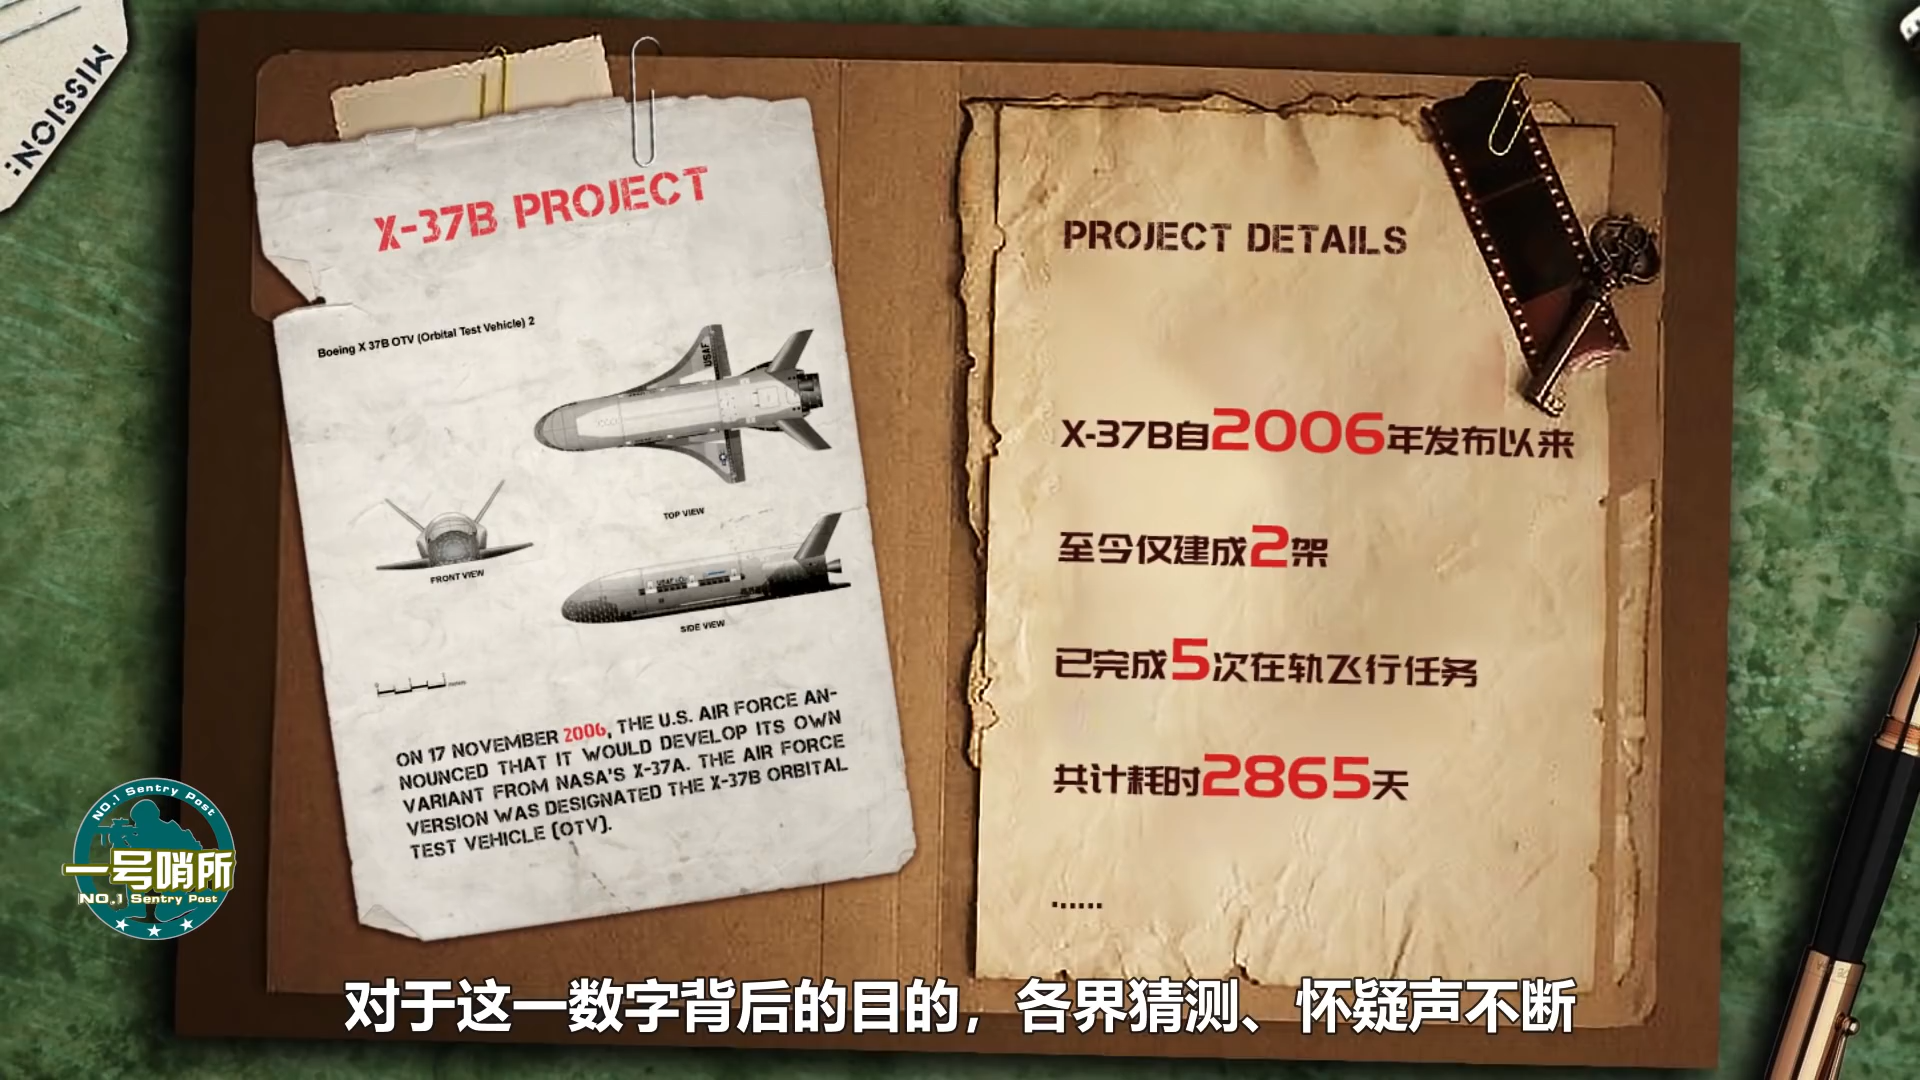 MISSION:
X-37B PROJECT
Boeing X 37B OTV (Orbital Test Vehicle) 2
USAF
TOP VIEW
FRONT VIEW
USAF
SIDE VIEW
ON 17 NOVEMBER 2006, THE U.S. AIR FORCE AN-
NOUNCED THAT IT WOULD DEVELOP ITS OWN
VARIANT FROM NASA'S X-37A. THE AIR FORCE
VERSION WAS DESIGNATED THE X-37B ORBITAL
TEST VEHICLE (OTV).
PROJECT DETAILS
X-37B自2006年发布以来
至今仅建成2架
已完成5次在轨飞行任务
共计耗时2865天
......
NO.1 Sentry Post
一号哨所
NO.1 Sentry Post
对于这一数字背后的目的，各界猜测、怀疑声不断